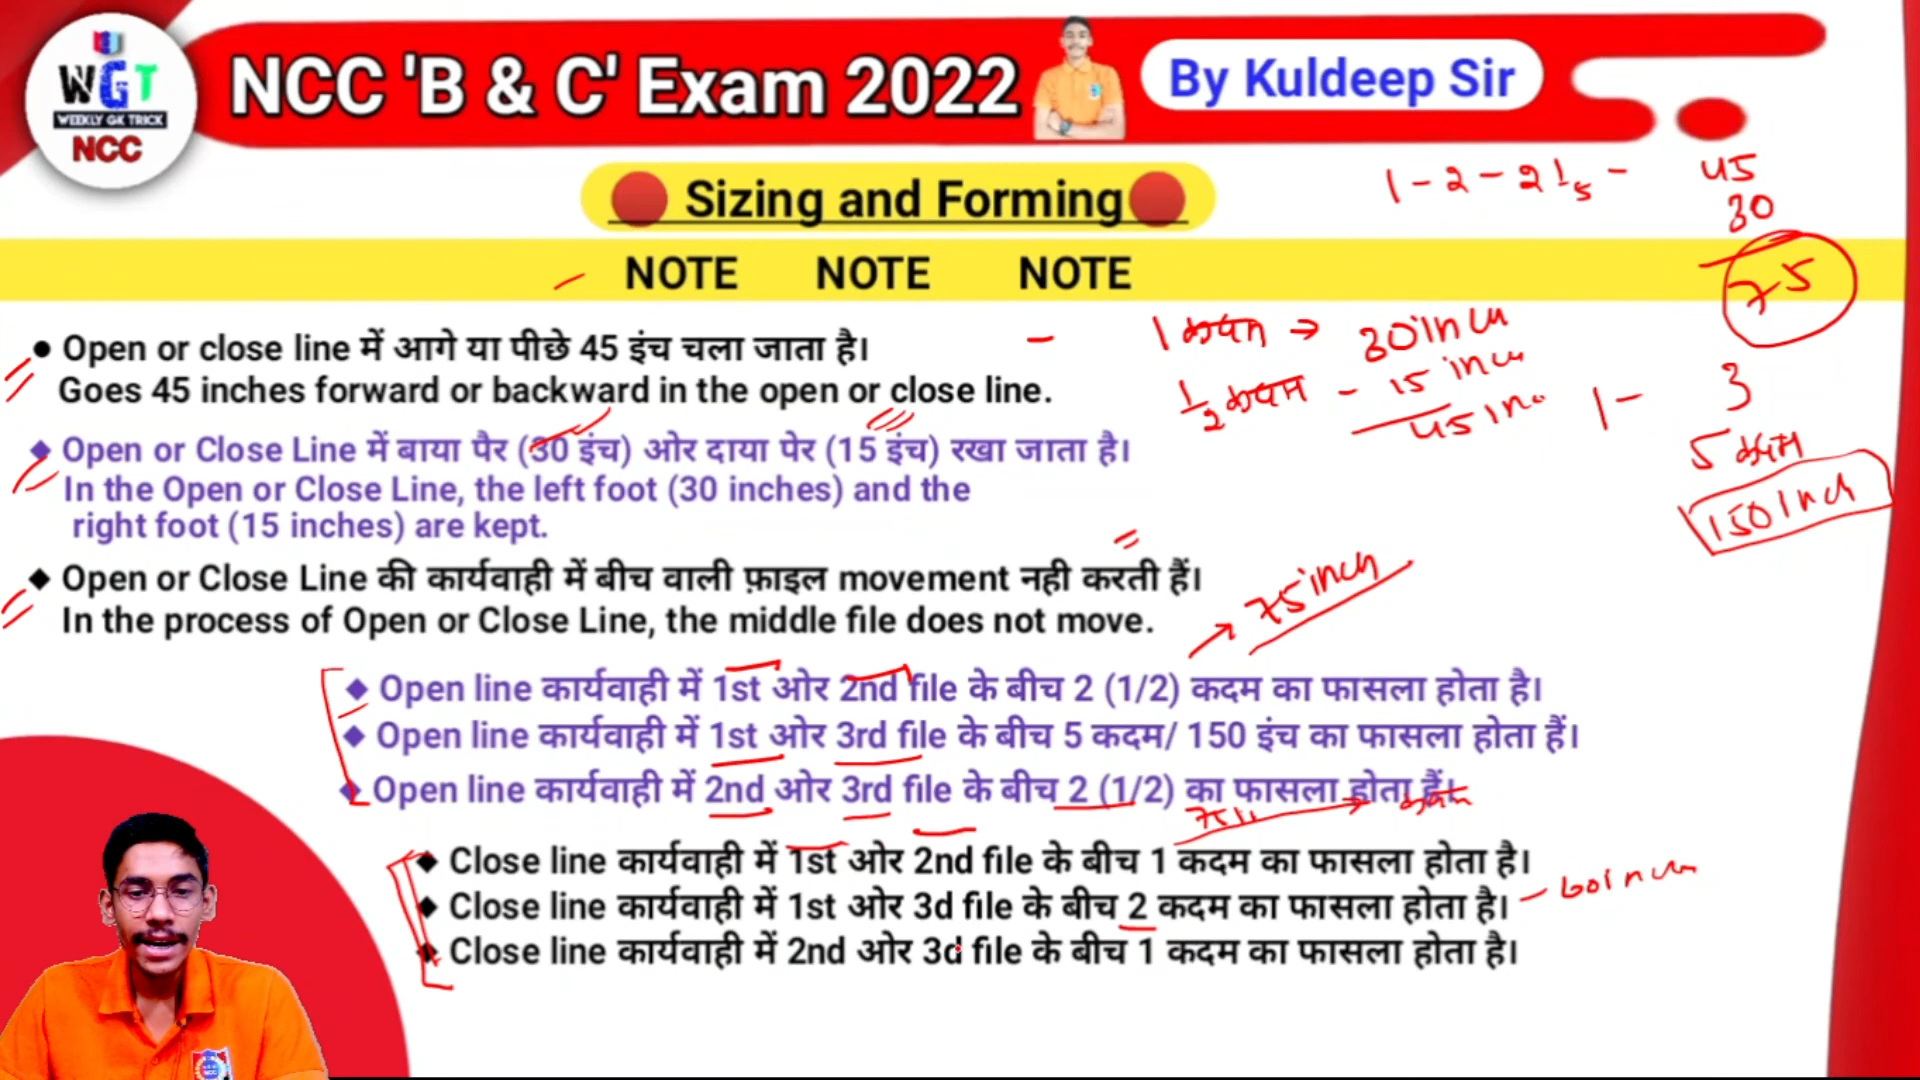 WGT
WEEKLY GK TRICK
NCC
NCC 'B & C' Exam 2022
By Kuldeep Sir
Sizing and Forming
1 - 2 - 2 1/5 - 45
30
75
NOTE NOTE NOTE
● Open or close line में आगे या पीछे 45 इंच चला जाता है।
Goes 45 inches forward or backward in the open or close line.
1 कदम → 30 inch
1/2 कदम - 15 inch
45 inc
1 - 3
5 कदम
150 inch
◆ Open or Close Line में बाया पैर (30 इंच) ओर दाया पेर (15 इंच) रखा जाता है।
In the Open or Close Line, the left foot (30 inches) and the
right foot (15 inches) are kept.
◆ Open or Close Line की कार्यवाही में बीच वाली फ़ाइल movement नही करती हैं।
In the process of Open or Close Line, the middle file does not move.
→ 75 inch
◆ Open line कार्यवाही में 1st ओर 2nd file के बीच 2 (1/2) कदम का फासला होता है।
◆ Open line कार्यवाही में 1st ओर 3rd file के बीच 5 कदम/ 150 इंच का फासला होता हैं।
◆ Open line कार्यवाही में 2nd ओर 3rd file के बीच 2 (1/2) का फासला होता हैं।
कदम
◆ Close line कार्यवाही में 1st ओर 2nd file के बीच 1 कदम का फासला होता है।
◆ Close line कार्यवाही में 1st ओर 3d file के बीच 2 कदम का फासला होता है। - 60 inch
◆ Close line कार्यवाही में 2nd ओर 3d file के बीच 1 कदम का फासला होता है।